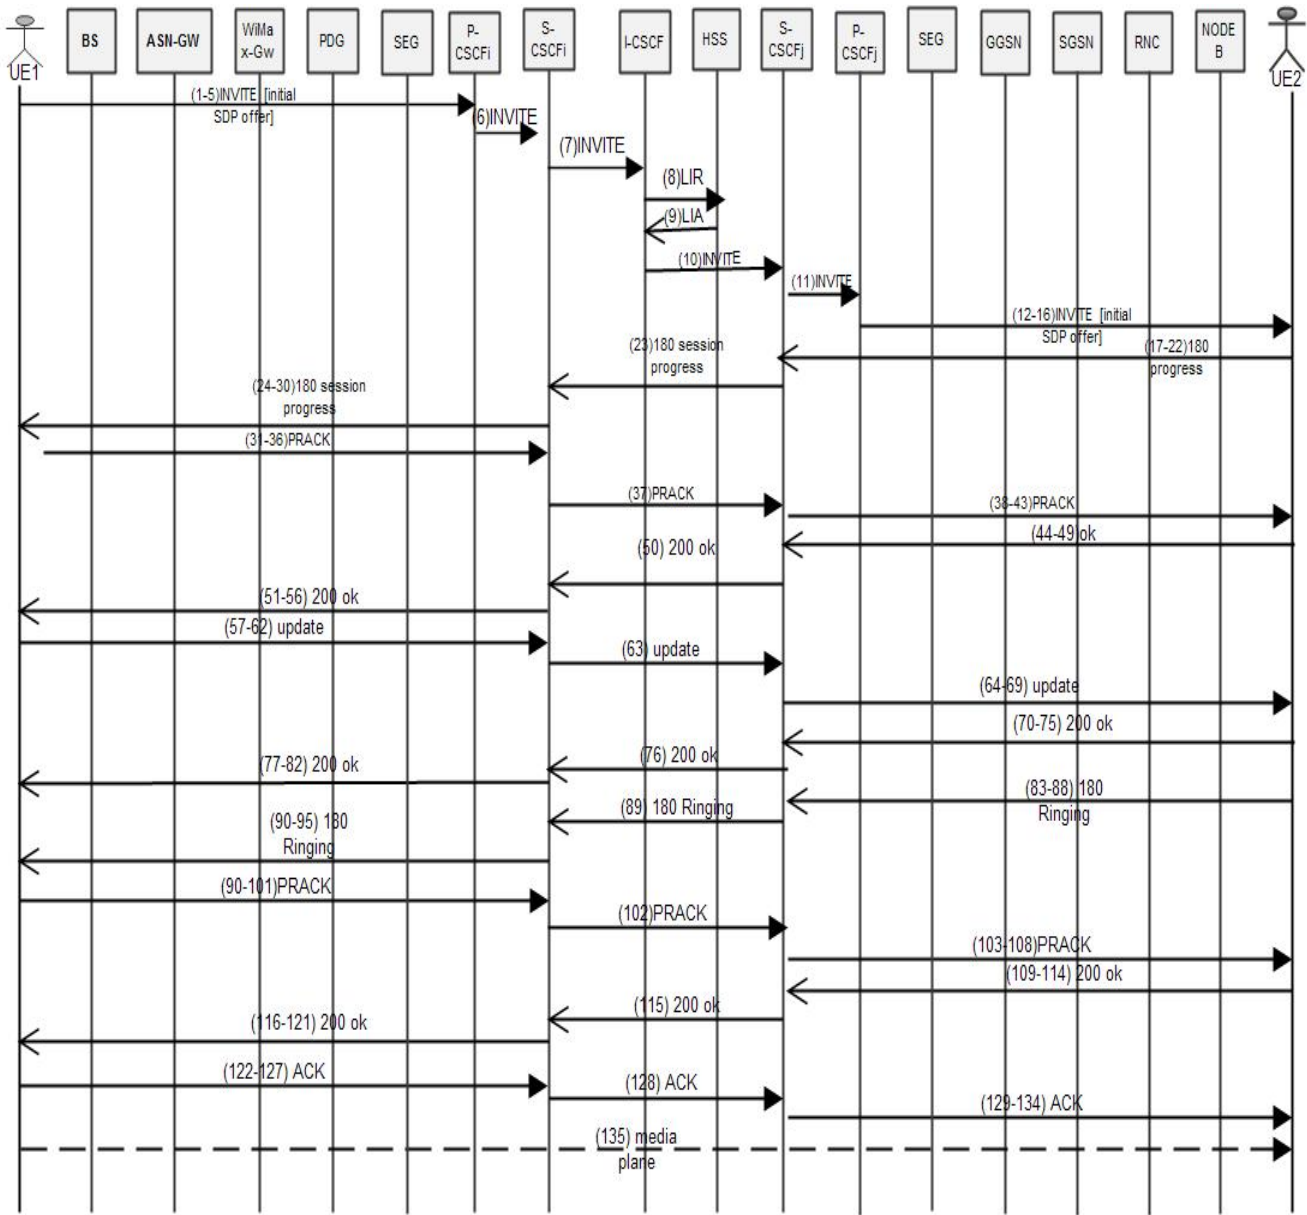 UE1
BS
ASN-GW
WiMa
x-Gw
PDG
SEG
P-
CSCFi
S-
CSCFi
I-CSCF
HSS
S-
CSCFj
P-
CSCFj
SEG
GGSN
SGSN
RNC
NODE
B
UE2
(1-5)INVITE [initial
SDP offer]
(6)INVITE
(7)INVITE
(8)LIR
(9)LIA
(10)INVITE
(11)INVITE
(12-16)INVITE [initial
SDP offer]
(17-22)180
progress
(23)180 session
progress
(24-30)180 session
progress
(31-36)PRACK
(37)PRACK
(38-43)PRACK
(44-49)ok
(50) 200 ok
(51-56) 200 ok
(57-62) update
(63) update
(64-69) update
(70-75) 200 ok
(76) 200 ok
(77-82) 200 ok
(83-88) 180
Ringing
(89) 180 Ringing
(90-95) 180
Ringing
(90-101)PRACK
(102)PRACK
(103-108)PRACK
(109-114) 200 ok
(115) 200 ok
(116-121) 200 ok
(122-127) ACK
(128) ACK
(129-134) ACK
(135) media
plane